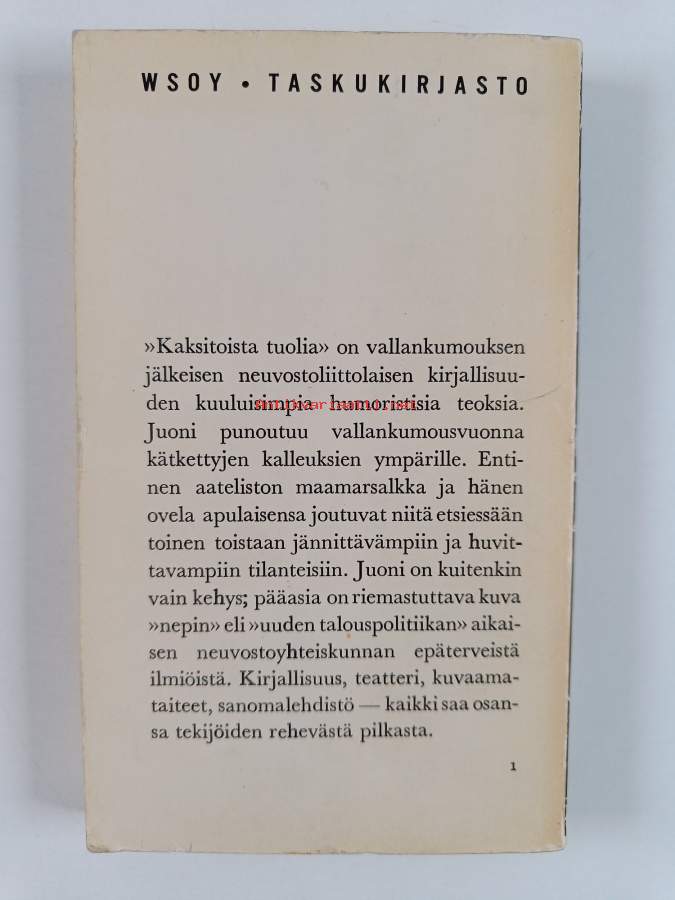 WSOY • TASKUKIRJASTO
»Kaksitoista tuolia» on vallankumouksen
jälkeisen neuvostoliittolaisen kirjallisuu-
den kuuluisimpia humoristisia teoksia.
Juoni punoutuu vallankumousvuonna
kätkettyjen kalleuksien ympärille. Enti-
nen aateliston maamarsalkka ja hänen
ovela apulaisensa joutuvat niitä etsiessään
toinen toistaan jännittävämpiin ja huvit-
tavampiin tilanteisiin. Juoni on kuitenkin
vain kehys; pääasia on riemastuttava kuva
»nepin» eli »uuden talouspolitiikan» aikai-
sen neuvostoyhteiskunnan epäterveistä
ilmiöistä. Kirjallisuus, teatteri, kuvaama-
taiteet, sanomalehdistö — kaikki saa osan-
sa tekijöiden rehevästä pilkasta.
1